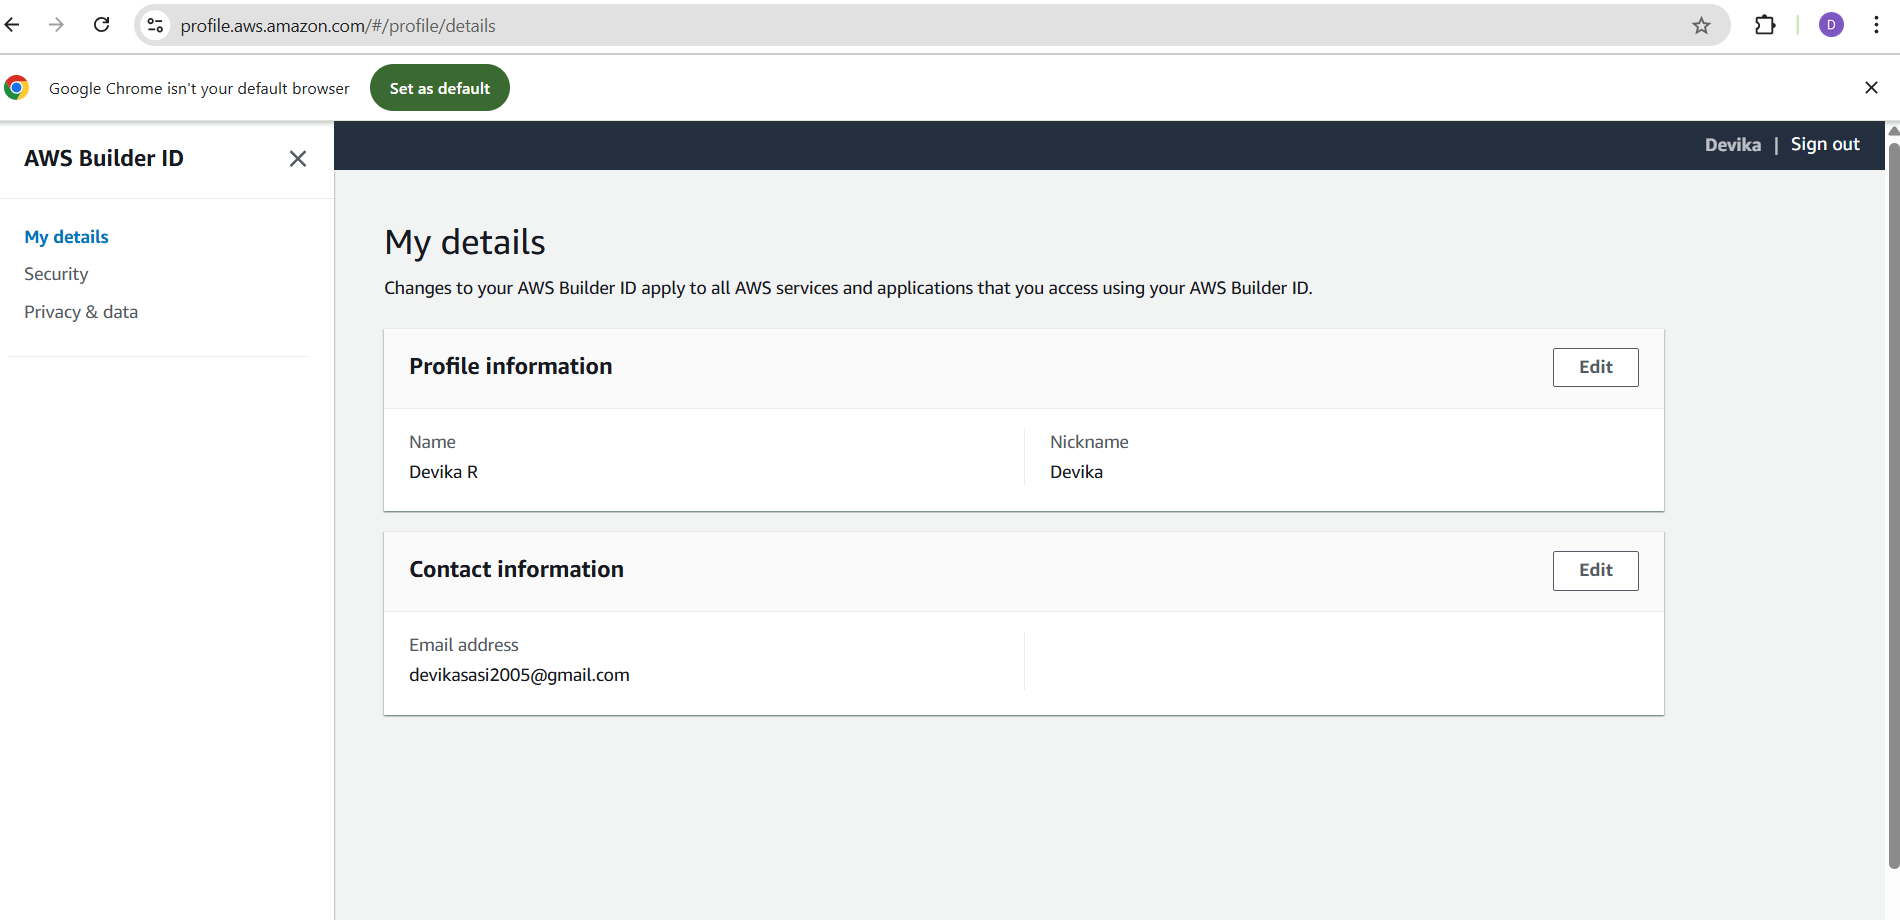 profile.aws.amazon.com/#/profile/details
D
Google Chrome isn't your default browser
Set as default
AWS Builder ID
Devika | Sign out
My details
Security
Privacy & data
My details
Changes to your AWS Builder ID apply to all AWS services and applications that you access using your AWS Builder ID.
Profile information
Edit
Name
Devika R
Nickname
Devika
Contact information
Edit
Email address
devikasasi2005@gmail.com